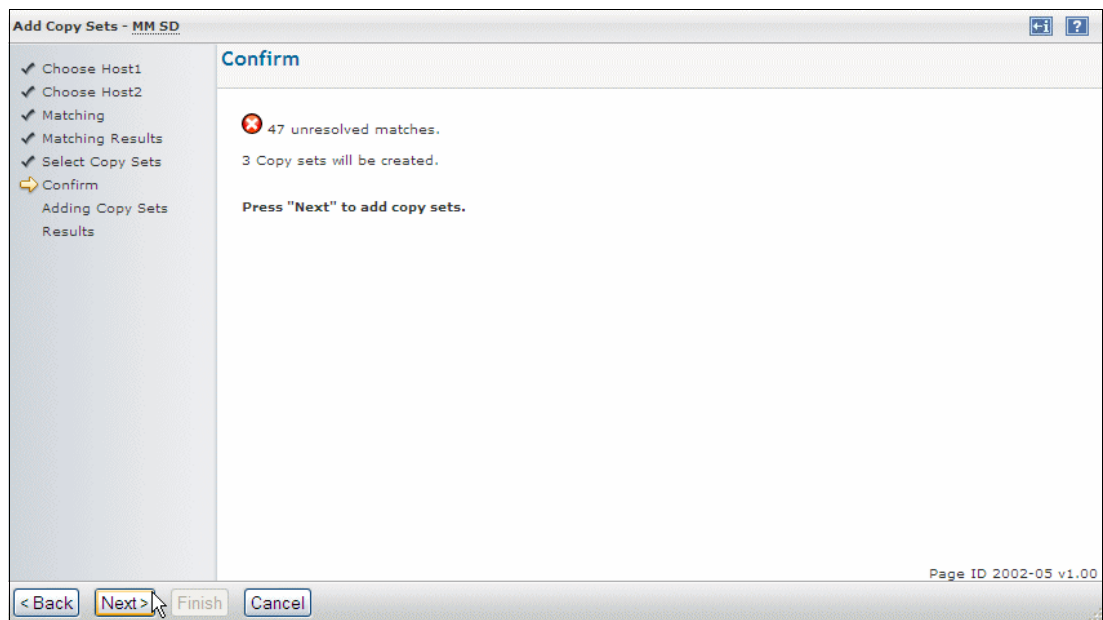 Add Copy Sets - MM SD
Choose Host1
Choose Host2
Matching
Matching Results
Select Copy Sets
Confirm
Adding Copy Sets
Results
Confirm
47 unresolved matches.
3 Copy sets will be created.
Press "Next" to add copy sets.
Page ID 2002-05 v1.00
< Back Next > Finish Cancel